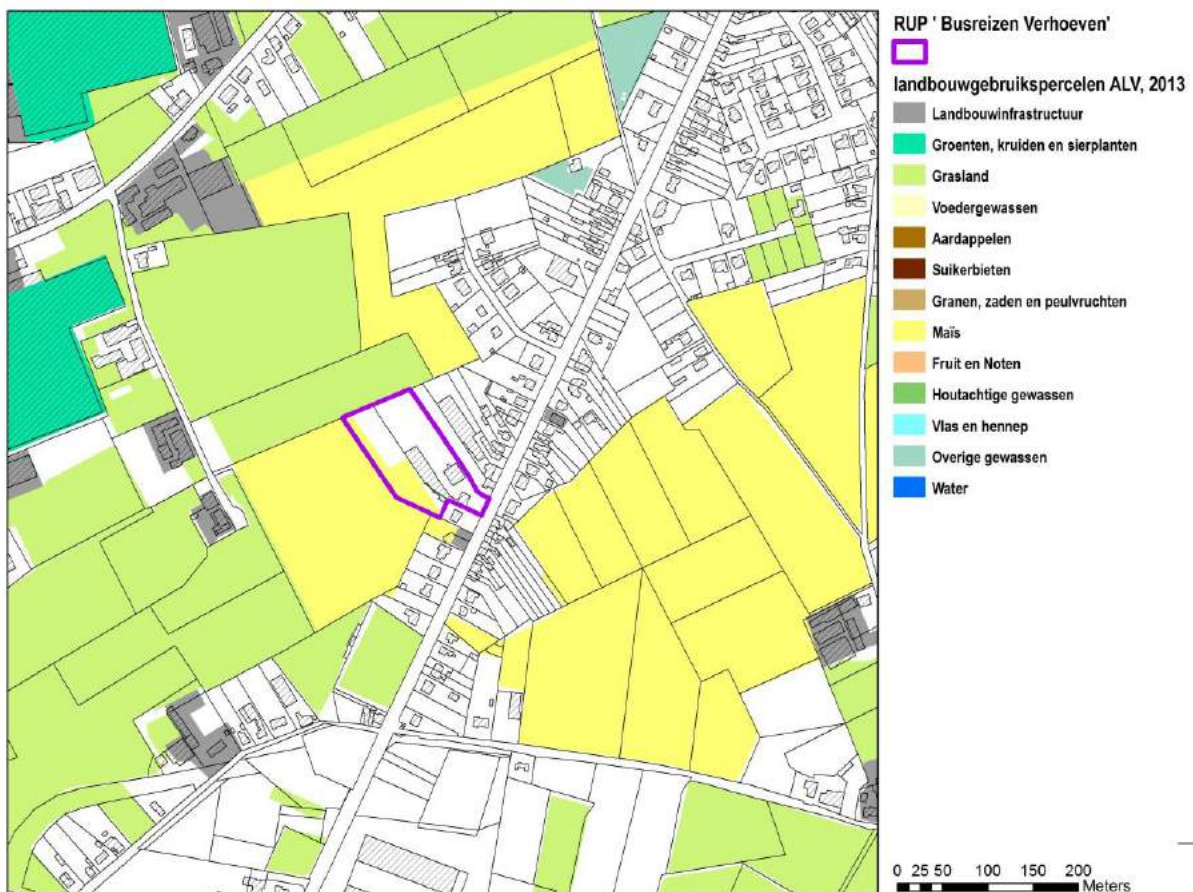 RUP ' Busreizen Verhoeven'
landbouwgebruikspercelen ALV, 2013
Landbouwinfrastructuur
Groenten, kruiden en sierplanten
Grasland
Voedergewassen
Aardappelen
Suikerbieten
Granen, zaden en peulvruchten
Maïs
Fruit en Noten
Houtachtige gewassen
Vlas en hennep
Overige gewassen
Water
0 25 50 100 150 200
Meters